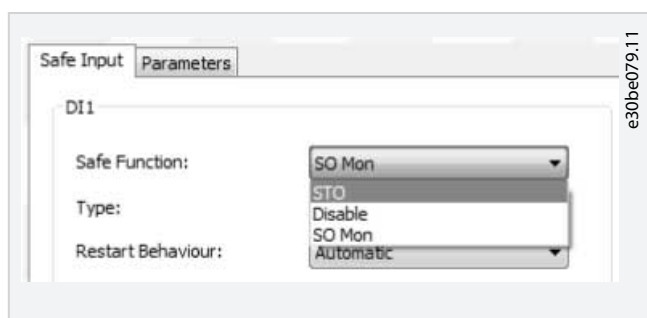 Safe Input Parameters
DI1
Safe Function: SO Mon
STO
Type: Disable
SO Mon
Restart Behaviour: Automatic
e30be079.11